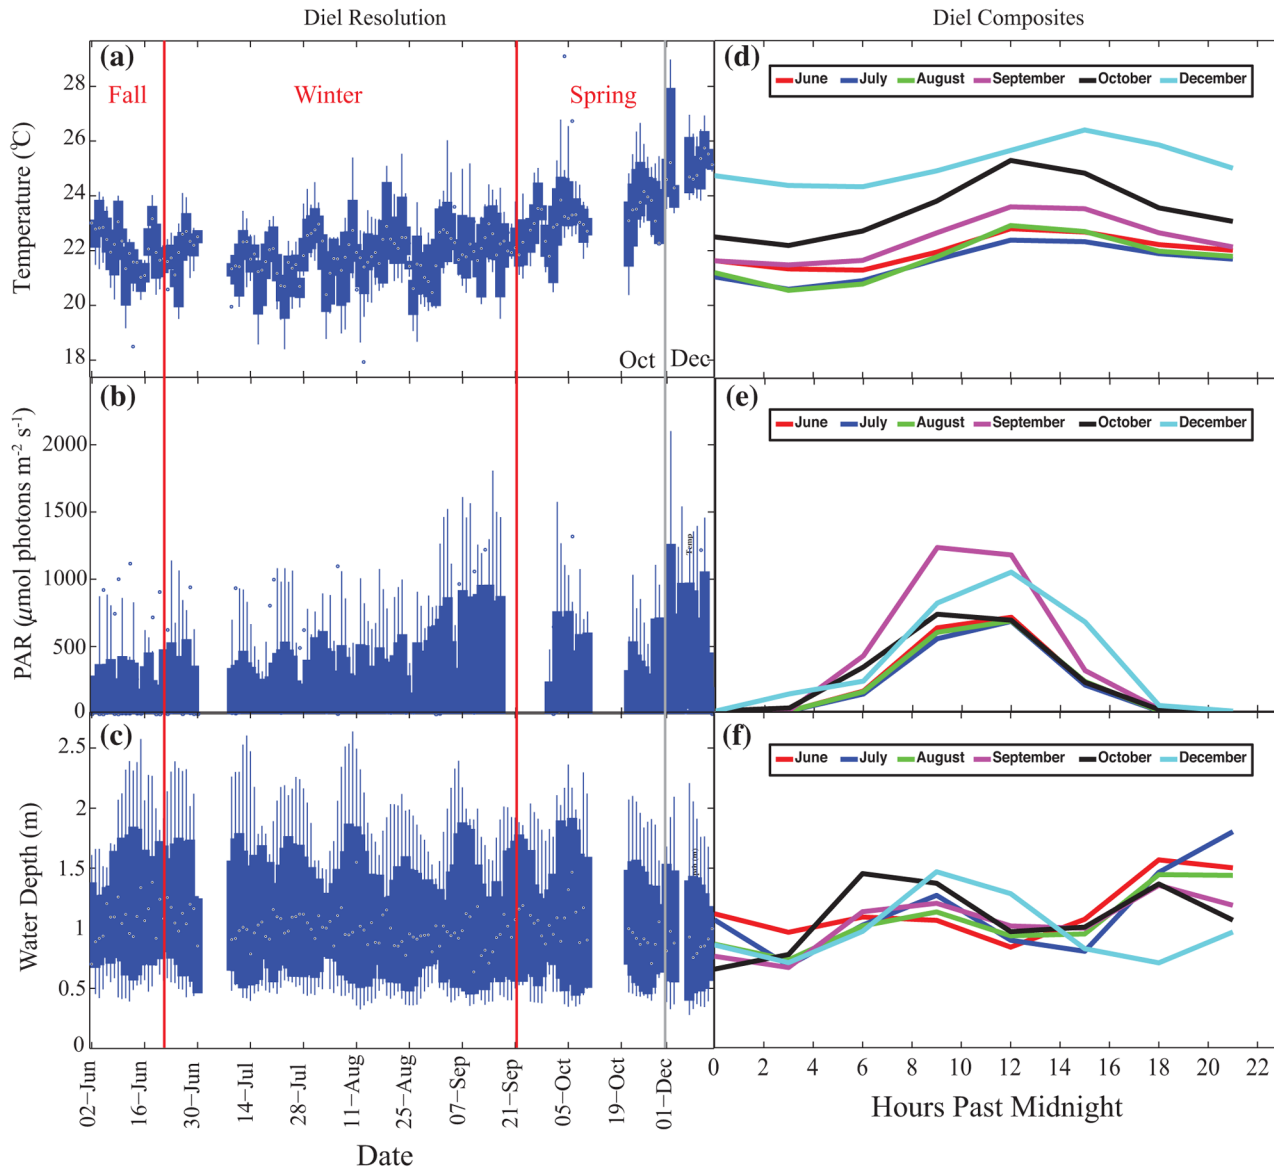 Diel Resolution
Diel Composites
(a)
Fall
Winter
Spring
Oct
Dec
Temperature (°C)
28
26
24
22
20
18
(d)
June July August September October December
(b)
PAR (μmol photons m⁻² s⁻¹)
2000
1500
1000
500
0
Temp
(e)
June July August September October December
(c)
Water Depth (m)
2.5
2
1.5
1
0.5
0
(f)
June July August September October December
02−Jun
16−Jun
30−Jun
14−Jul
28−Jul
11−Aug
25−Aug
07−Sep
21−Sep
05−Oct
19−Oct
01−Dec
Date
0 2 4 6 8 10 12 14 16 18 20 22
Hours Past Midnight